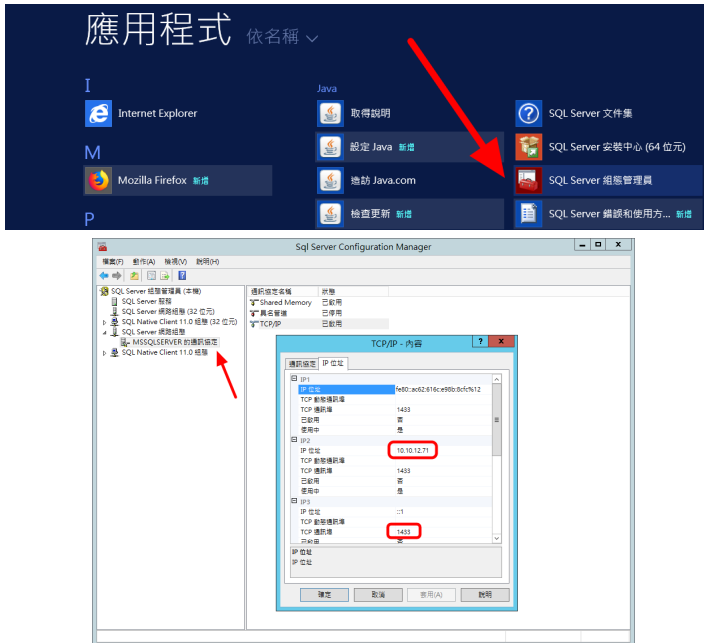 應用程式 依名稱
I
Java
Internet Explorer
取得說明
SQL Server 文件集
設定 Java 新增
SQL Server 安裝中心 (64 位元)
M
Mozilla Firefox 新增
造訪 Java.com
SQL Server 組態管理員
P
檢查更新 新增
SQL Server 錯誤和使用方... 新增
Sql Server Configuration Manager
檔案(F) 動作(A) 檢視(V) 說明(H)
SQL Server 組態管理員 (本機)
SQL Server 服務
SQL Server 網路組態 (32 位元)
SQL Native Client 11.0 組態 (32 位元)
SQL Server 網路組態
MSSQLSERVER 的通訊協定
SQL Native Client 11.0 組態
通訊協定名稱 狀態
Shared Memory 已啟用
具名管道 已停用
TCP/IP 已啟用
TCP/IP - 內容
通訊協定 IP 位址
IP1
IP 位址 fe80::ac62:616c:e98b:8cfc%12
TCP 動態通訊埠
TCP 通訊埠 1433
已啟用 否
使用中 是
IP2
IP 位址 10.10.12.71
TCP 動態通訊埠
TCP 通訊埠 1433
已啟用 否
使用中 是
IP3
IP 位址 ::1
TCP 動態通訊埠
TCP 通訊埠 1433
已啟用 否
IP 位址
IP 位址
確定 取消 套用(A) 說明